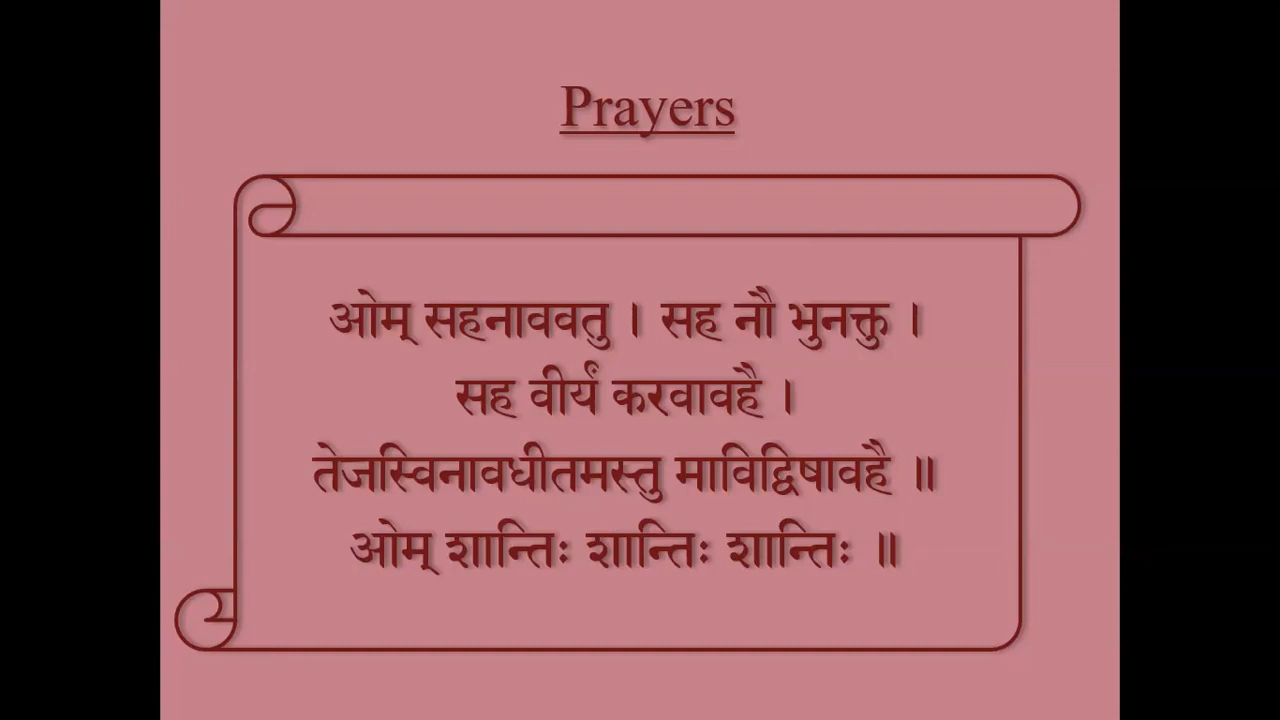 Prayers
ओम् सहनाववतु । सह नौ भुनक्तु ।
सह वीर्यं करवावहै ।
तेजस्विनावधीतमस्तु माविद्विषावहै ॥
ओम् शान्तिः शान्तिः शान्तिः ॥